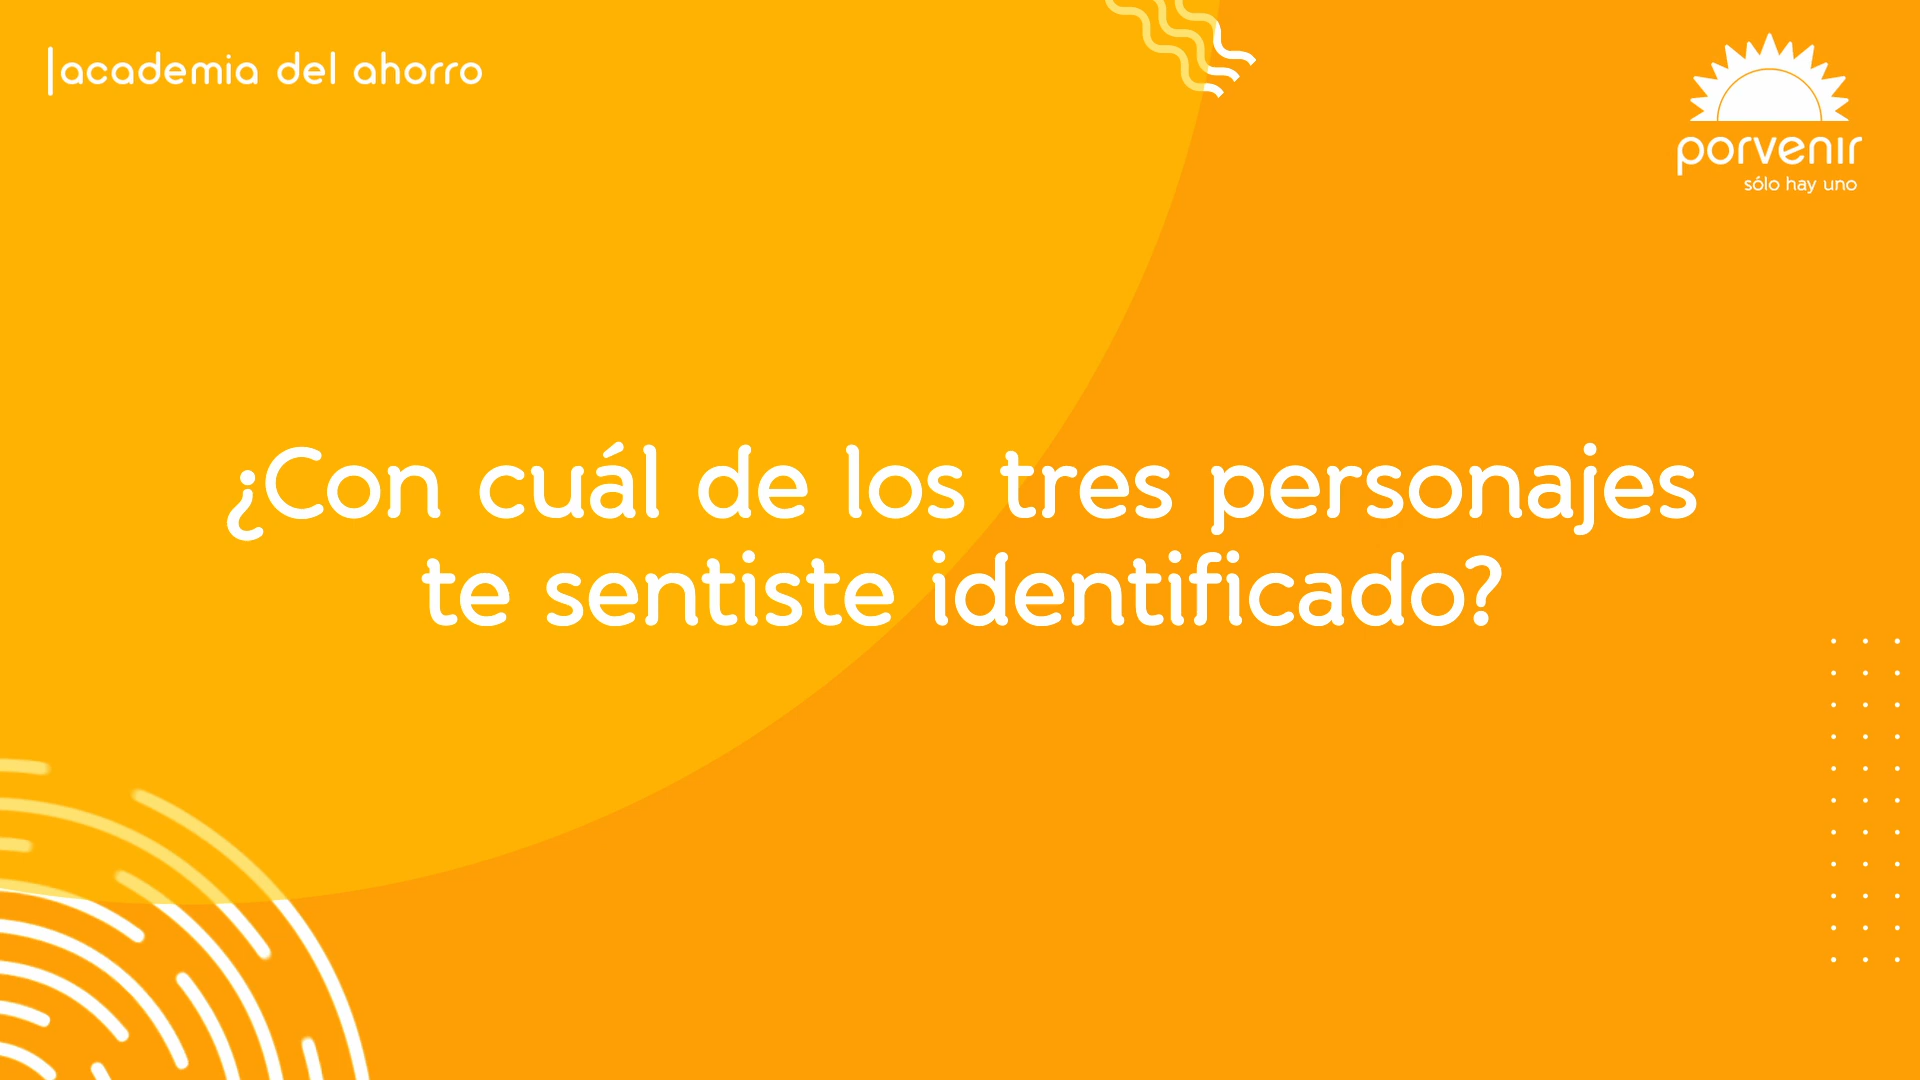 academia del ahorro
porvenir
sólo hay uno
¿Con cuál de los tres personajes
te sentiste identificado?